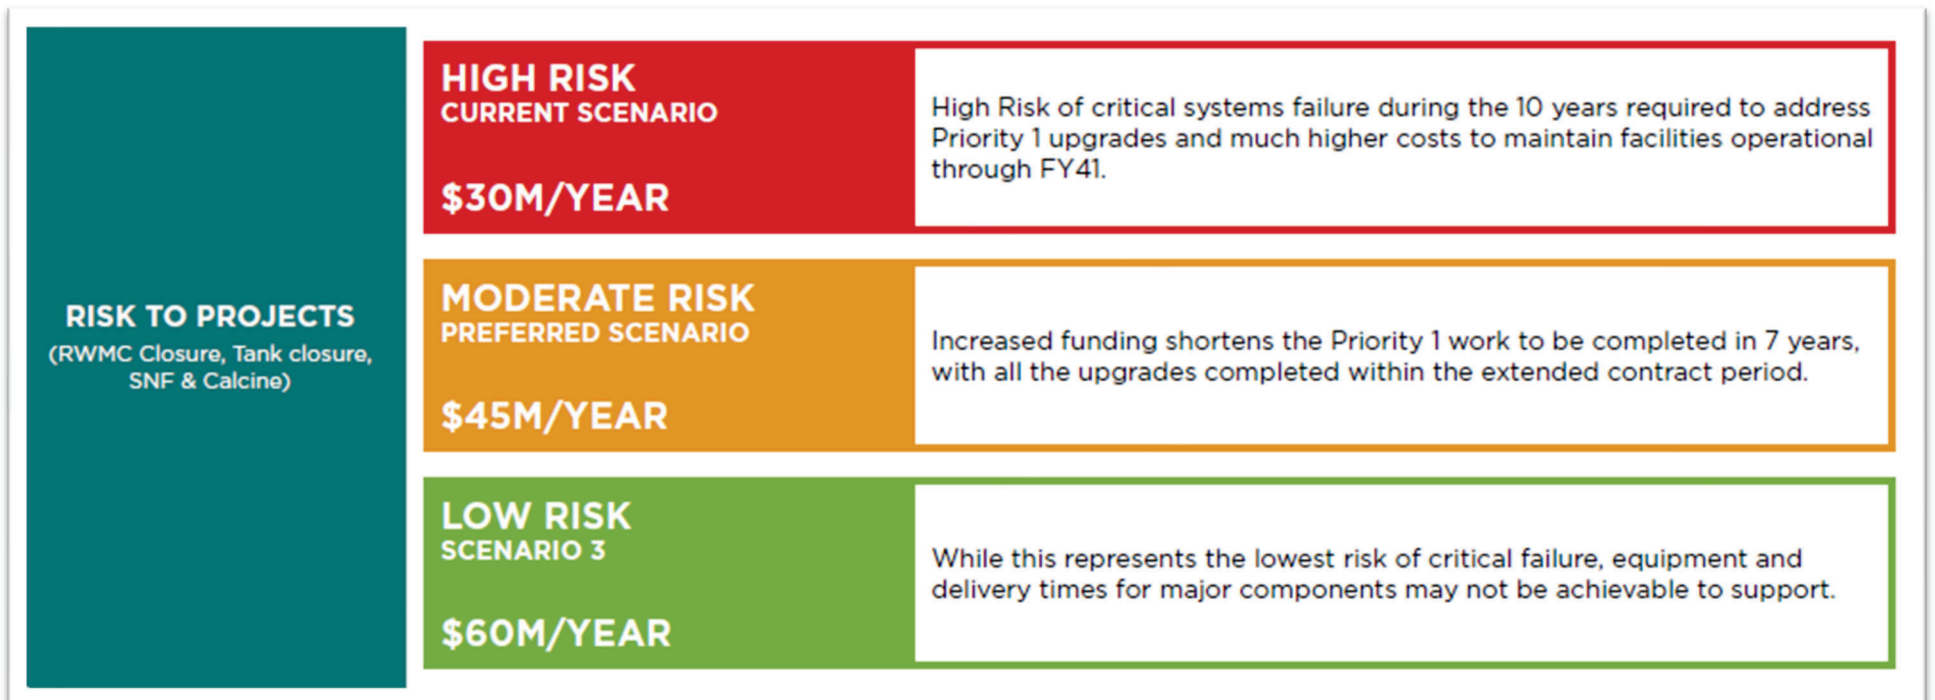 RISK TO PROJECTS
(RWMC Closure, Tank closure,
SNF & Calcine)
HIGH RISK
CURRENT SCENARIO
$30M/YEAR
High Risk of critical systems failure during the 10 years required to address
Priority 1 upgrades and much higher costs to maintain facilities operational
through FY41.
MODERATE RISK
PREFERRED SCENARIO
$45M/YEAR
Increased funding shortens the Priority 1 work to be completed in 7 years,
with all the upgrades completed within the extended contract period.
LOW RISK
SCENARIO 3
$60M/YEAR
While this represents the lowest risk of critical failure, equipment and
delivery times for major components may not be achievable to support.